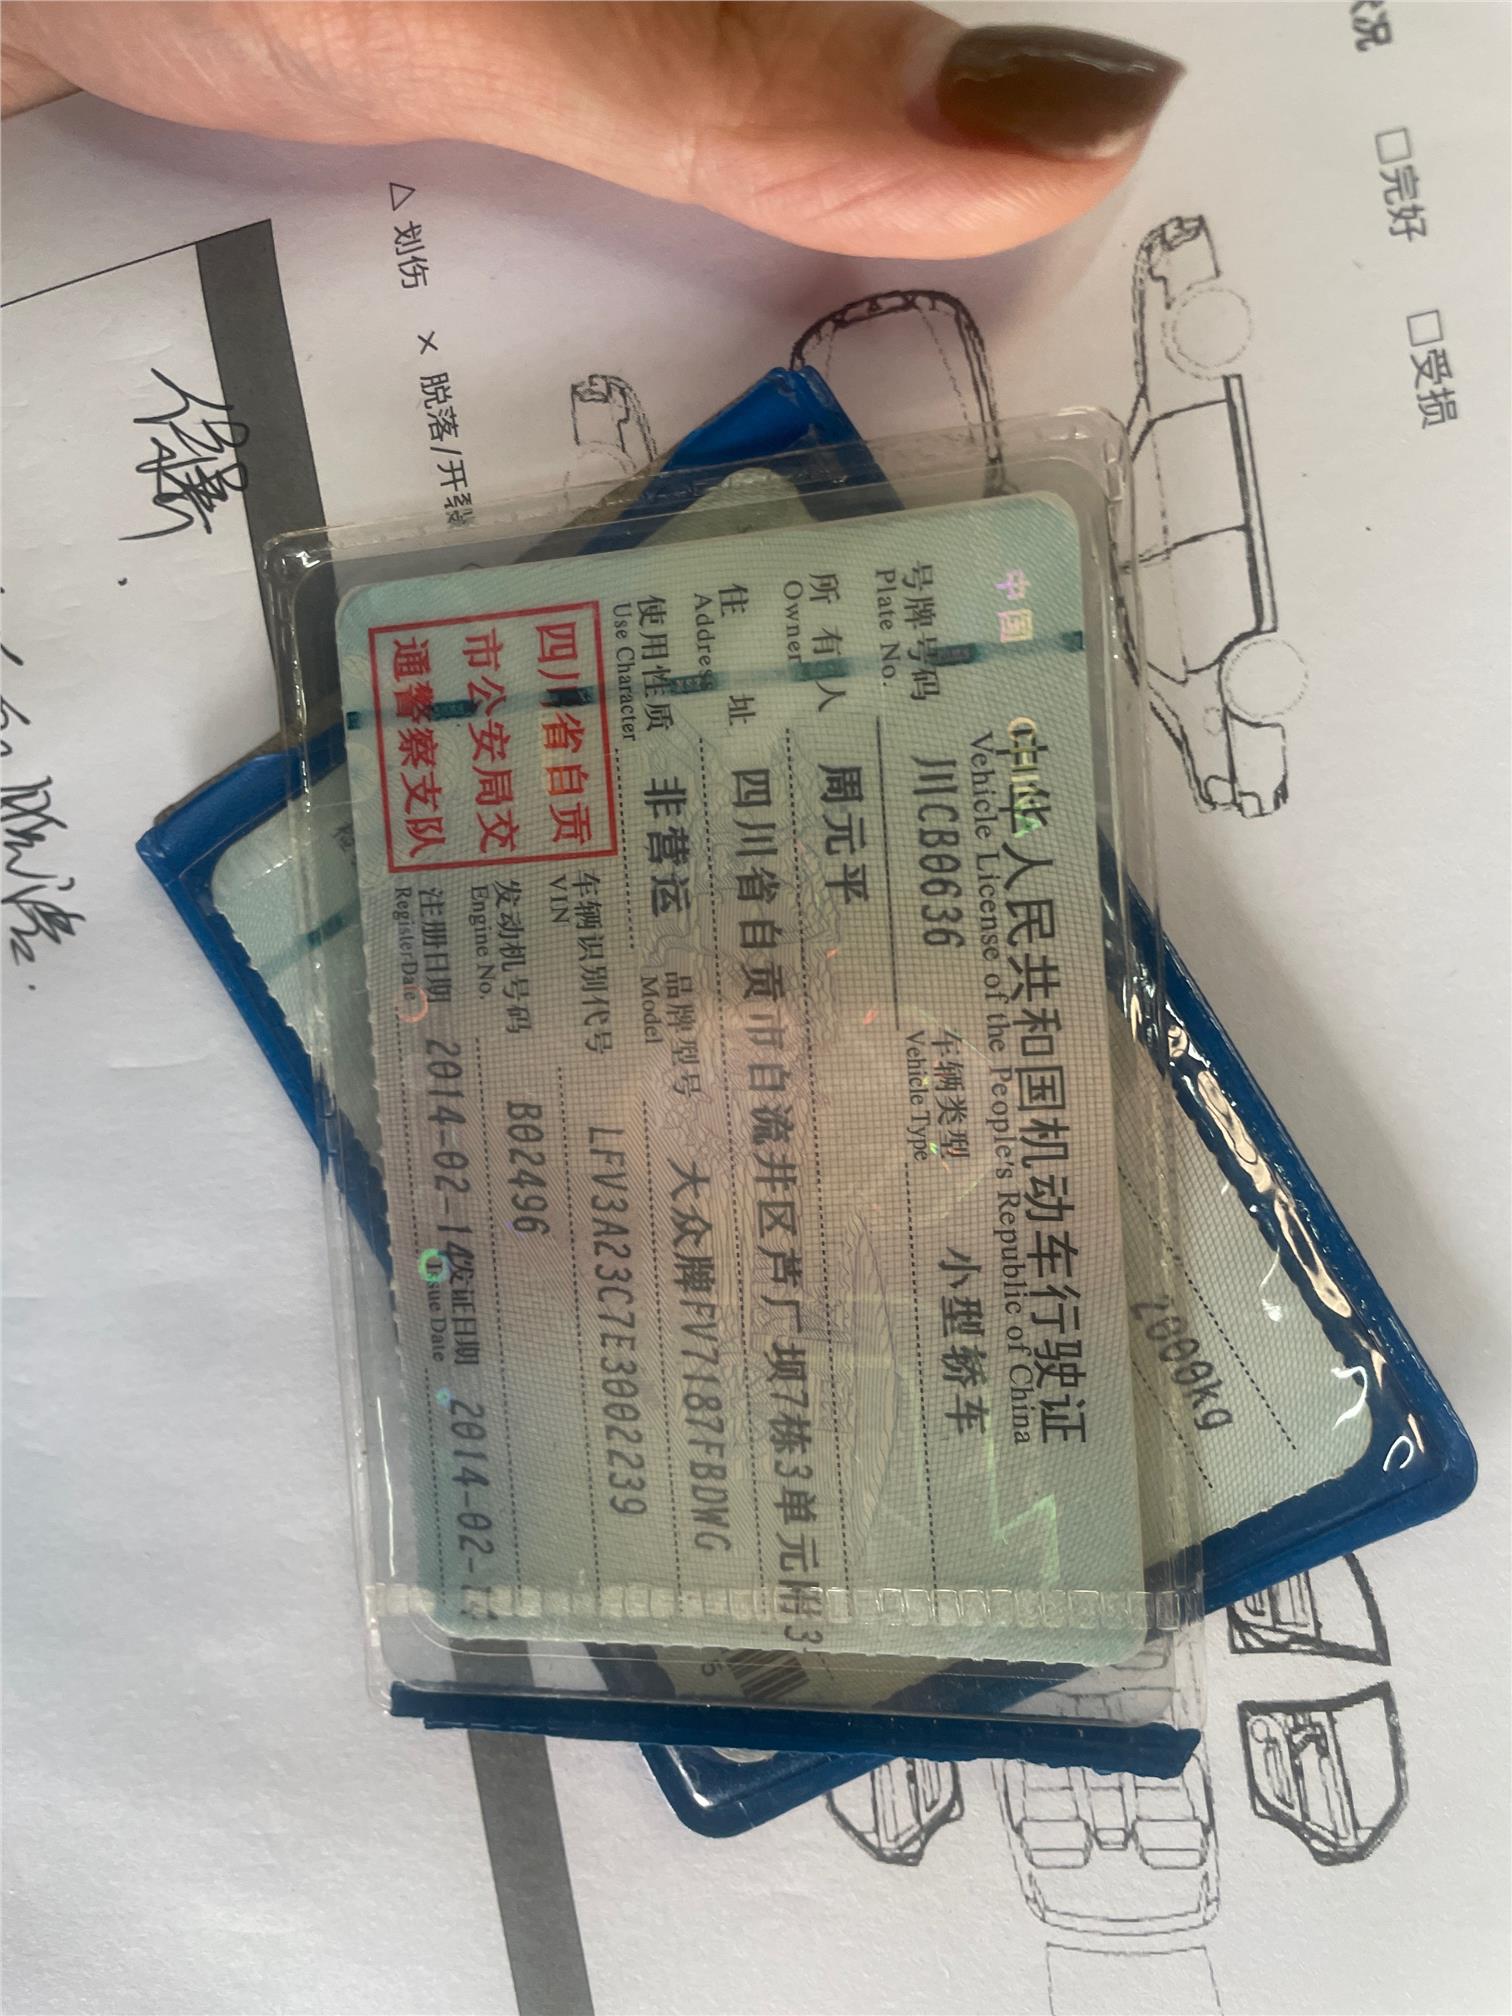 中国
CHINA
中华人民共和国机动车行驶证
Vehicle License of the People's Republic of China
号牌号码 川CB0636 车辆类型 小型轿车
Plate No. Vehicle Type
所有人 周元平
Owner
住址 四川省自贡市自流井区芦厂坝7栋3单元附3
Address
使用性质 非营运 品牌型号 大众牌FV7187FBDWG
Use Character Model
四川省自贡
市公安局交
通警察支队
车辆识别代号 LFV3A23C7E3002239
VIN
发动机号码 B02496
Engine No.
注册日期 2014-02-14 发证日期 2014-02-
Register Date Issue Date
□完好 □受损
△ 划伤 × 脱落/开裂